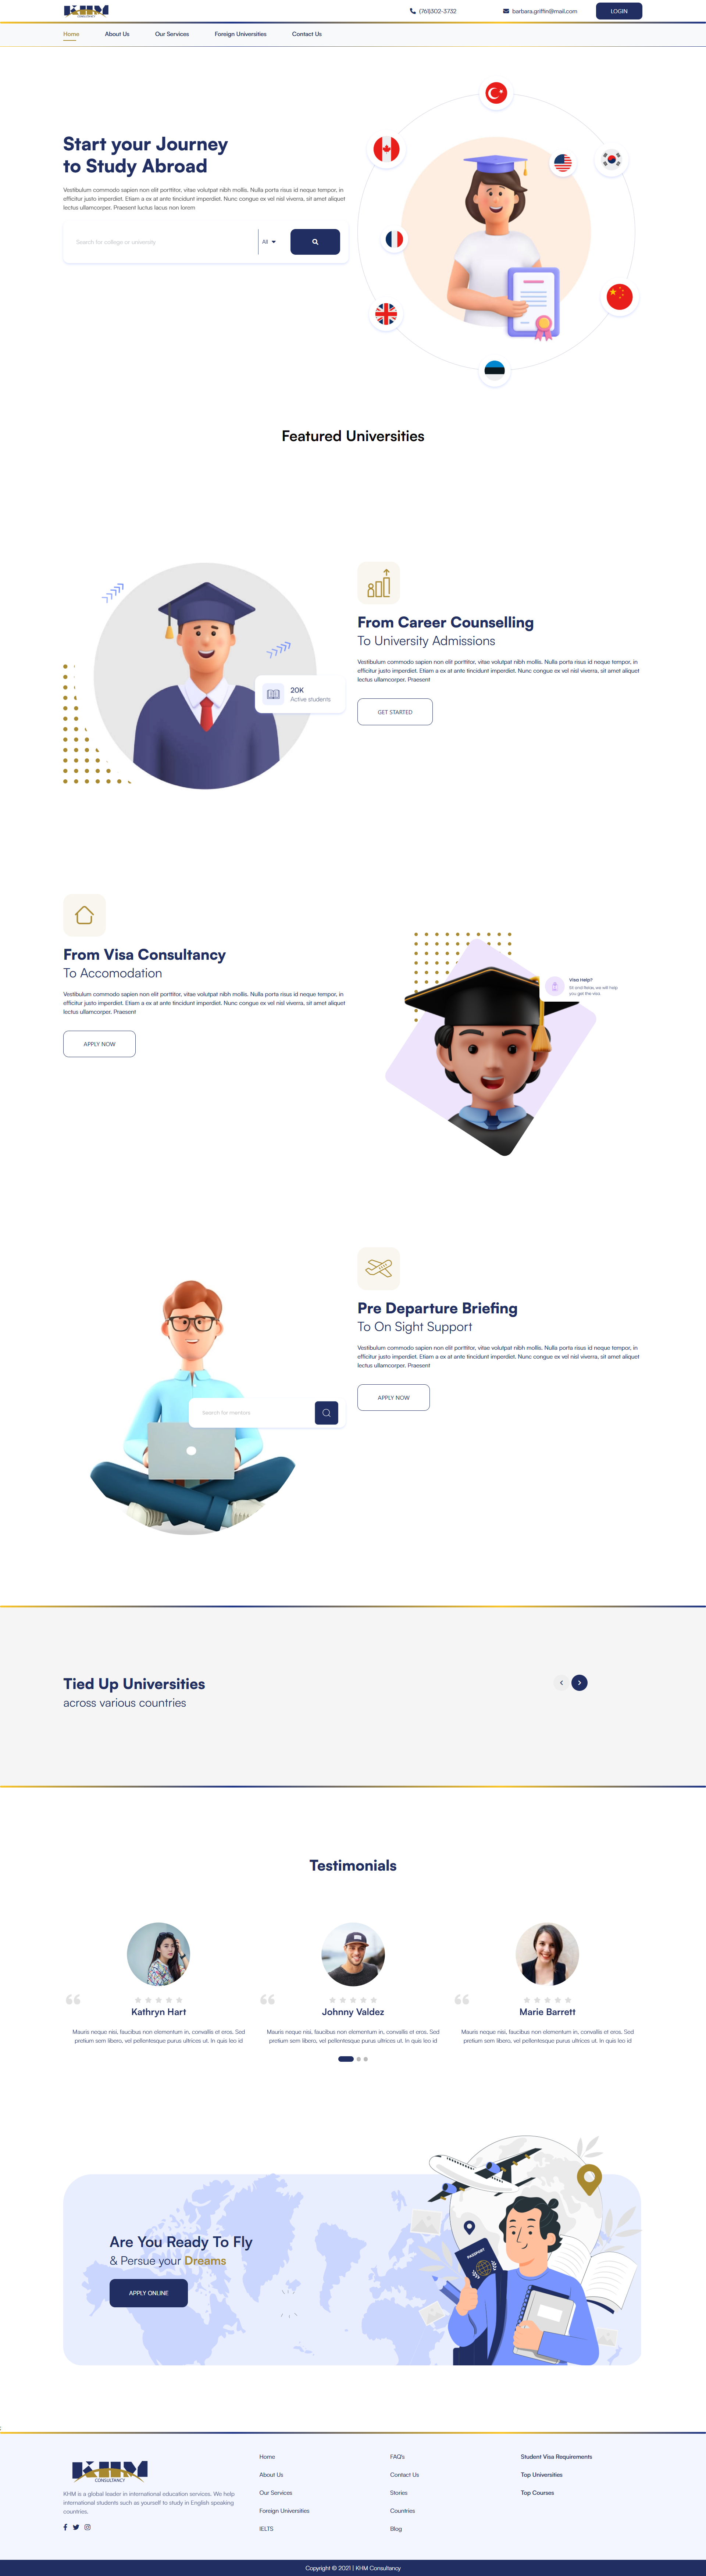 KHM
CONSULTANCY
(761)302-3732
barbara.griffin@mail.com
LOGIN
Home
About Us
Our Services
Foreign Universities
Contact Us
Start your Journey
to Study Abroad
Vestibulum commodo sapien non elit porttitor, vitae volutpat nibh mollis. Nulla porta risus id neque tempor, in
efficitur justo imperdiet. Etiam a ex at ante tincidunt imperdiet. Nunc congue ex vel nisl viverra, sit amet aliquet
lectus ullamcorper. Praesent luctus lacus non lorem
Search for college or university
All
Featured Universities
20K
Active students
From Career Counselling
To University Admissions
Vestibulum commodo sapien non elit porttitor, vitae volutpat nibh mollis. Nulla porta risus id neque tempor, in
efficitur justo imperdiet. Etiam a ex at ante tincidunt imperdiet. Nunc congue ex vel nisl viverra, sit amet aliquet
lectus ullamcorper. Praesent
GET STARTED
From Visa Consultancy
To Accomodation
Vestibulum commodo sapien non elit porttitor, vitae volutpat nibh mollis. Nulla porta risus id neque tempor, in
efficitur justo imperdiet. Etiam a ex at ante tincidunt imperdiet. Nunc congue ex vel nisl viverra, sit amet aliquet
lectus ullamcorper. Praesent
APPLY NOW
Visa Help?
Sit and Relax, we will help
you get the visa.
Pre Departure Briefing
To On Sight Support
Vestibulum commodo sapien non elit porttitor, vitae volutpat nibh mollis. Nulla porta risus id neque tempor, in
efficitur justo imperdiet. Etiam a ex at ante tincidunt imperdiet. Nunc congue ex vel nisl viverra, sit amet aliquet
lectus ullamcorper. Praesent
APPLY NOW
Search for mentors
Tied Up Universities
across various countries
Testimonials
Kathryn Hart
Mauris neque nisi, faucibus non elementum in, convallis et eros. Sed
pretium sem libero, vel pellentesque purus ultrices ut. In quis leo id
Johnny Valdez
Mauris neque nisi, faucibus non elementum in, convallis et eros. Sed
pretium sem libero, vel pellentesque purus ultrices ut. In quis leo id
Marie Barrett
Mauris neque nisi, faucibus non elementum in, convallis et eros. Sed
pretium sem libero, vel pellentesque purus ultrices ut. In quis leo id
Are You Ready To Fly
& Persue your Dreams
APPLY ONLINE
PASSPORT
KHM
CONSULTANCY
KHM is a global leader in international education services. We help
international students such as yourself to study in English speaking
countries.
Home
About Us
Our Services
Foreign Universities
IELTS
FAQ's
Contact Us
Stories
Countries
Blog
Student Visa Requirements
Top Universities
Top Courses
Copyright © 2021 | KHM Consultancy